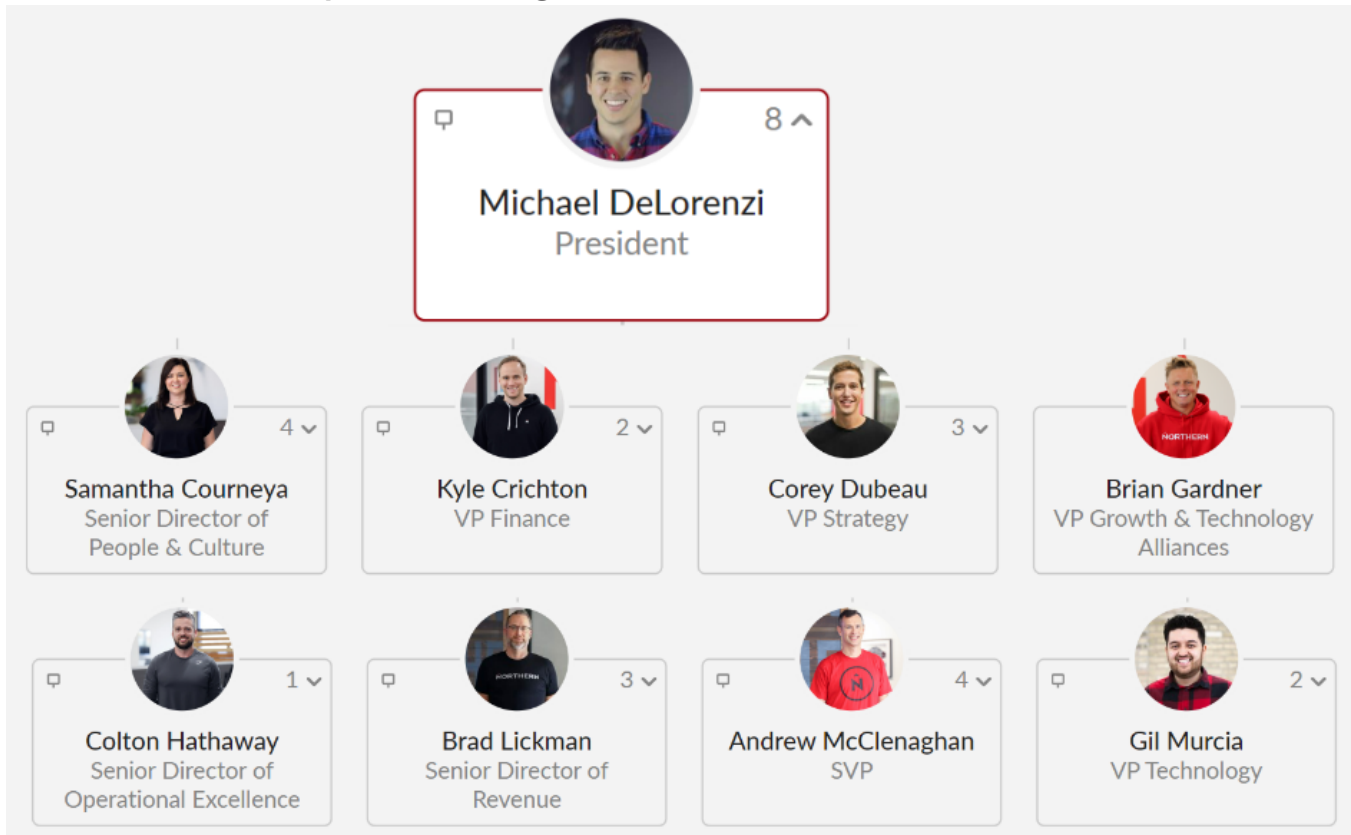 8
Michael DeLorenzi
President
4
2
3
NORTHERN
Samantha Courneya
Senior Director of
People & Culture
Kyle Crichton
VP Finance
Corey Dubeau
VP Strategy
Brian Gardner
VP Growth & Technology
Alliances
1
3
4
2
NORTHERN
N
Colton Hathaway
Senior Director of
Operational Excellence
Brad Lickman
Senior Director of
Revenue
Andrew McClenaghan
SVP
Gil Murcia
VP Technology